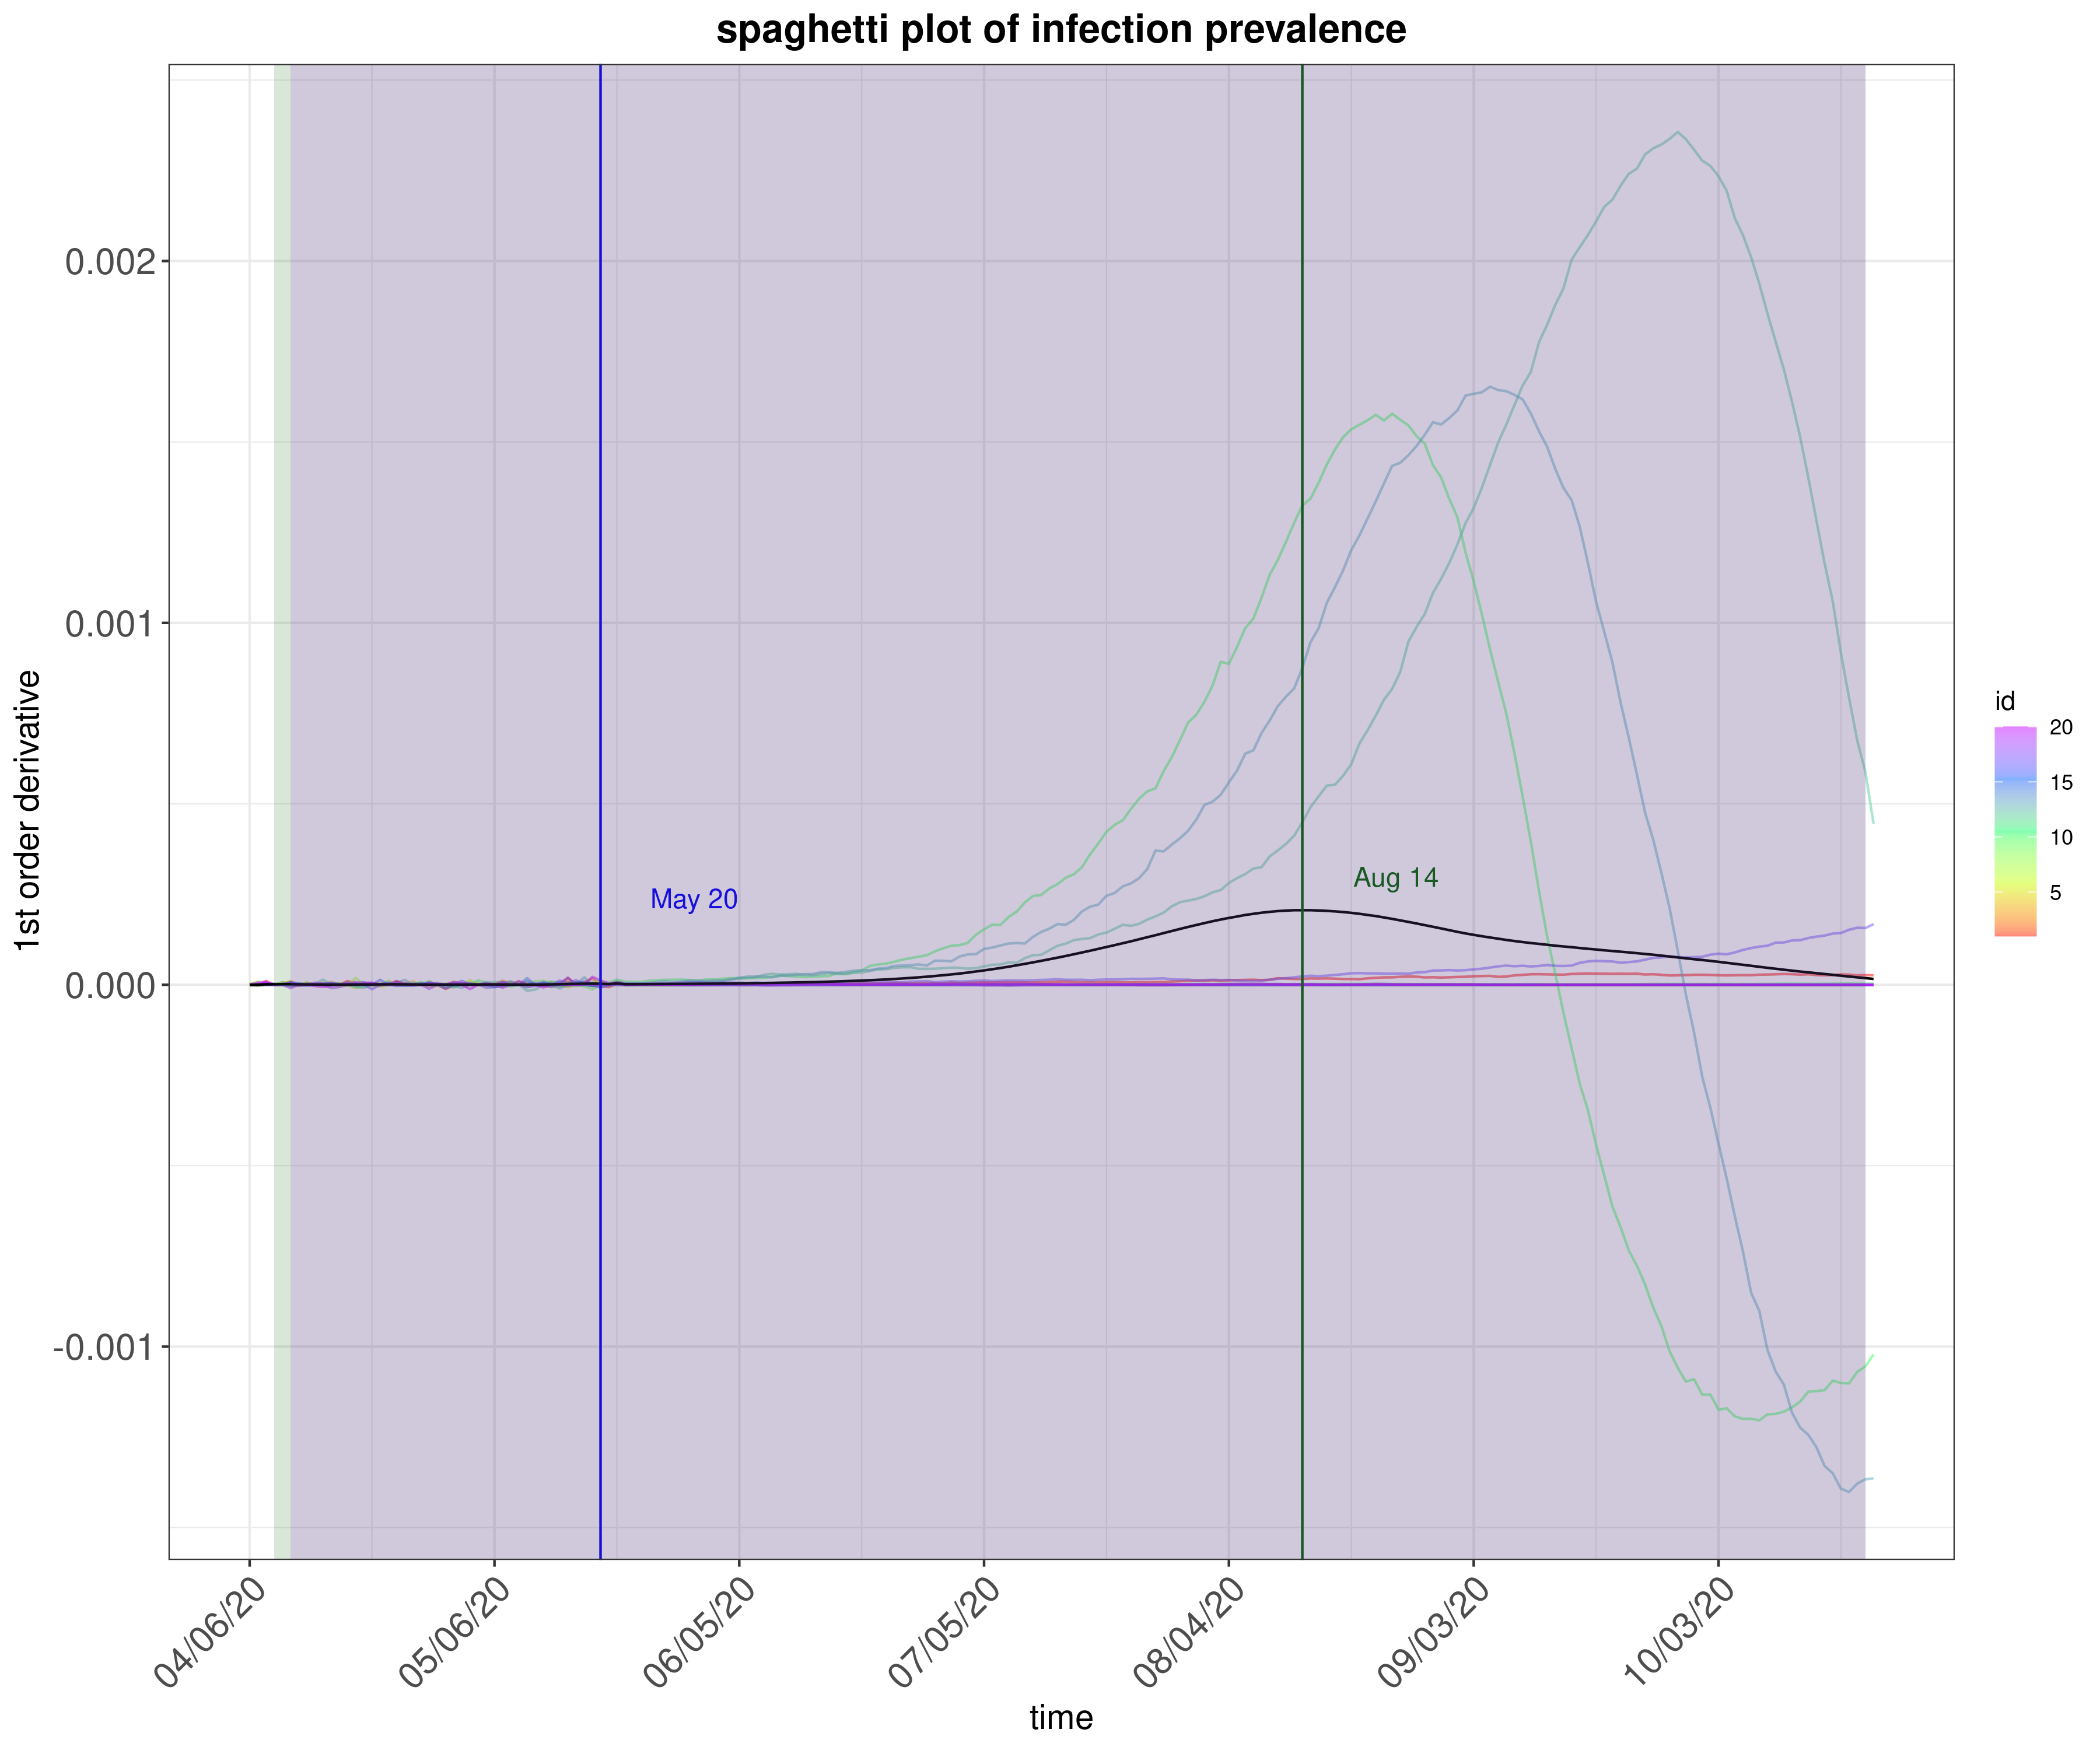 spaghetti plot of infection prevalence
1st order derivative
0.002
0.001
0.000
-0.001
May 20
Aug 14
04/06/20
05/06/20
06/05/20
07/05/20
08/04/20
09/03/20
10/03/20
time
id
20
15
10
5